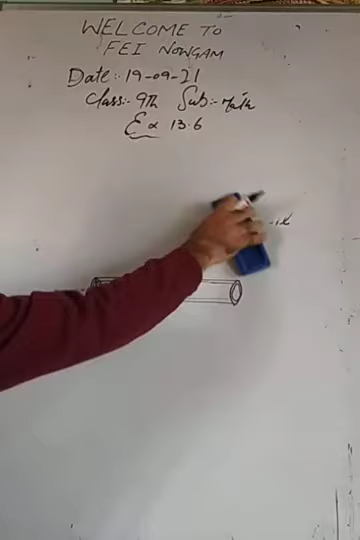 WELCOME TO
FEI NOWGAM
Date:- 19-09-21
Class:- 9Th Sub:- Math
Ex 13.6